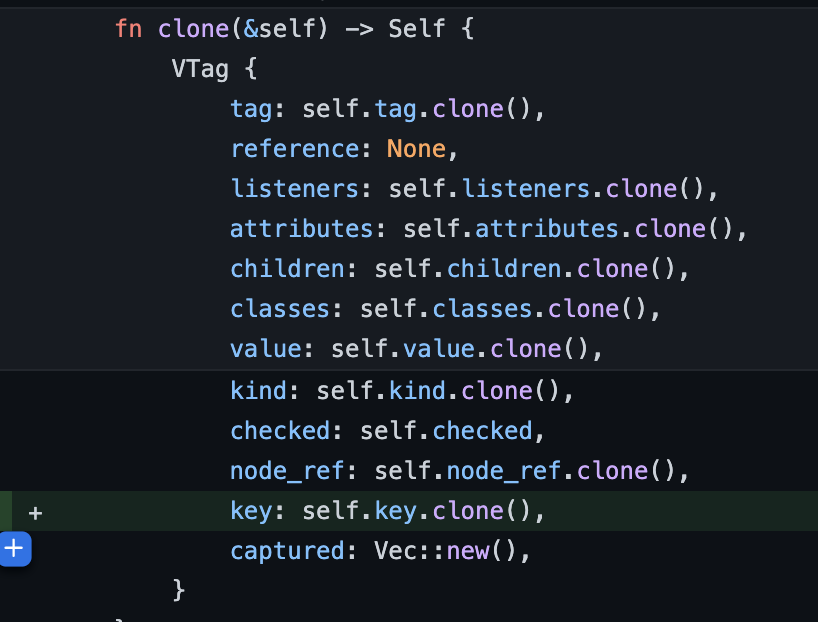 fn clone(&self) -> Self {
VTag {
tag: self.tag.clone(),
reference: None,
listeners: self.listeners.clone(),
attributes: self.attributes.clone(),
children: self.children.clone(),
classes: self.classes.clone(),
value: self.value.clone(),
kind: self.kind.clone(),
checked: self.checked,
node_ref: self.node_ref.clone(),
+ key: self.key.clone(),
+ captured: Vec::new(),
}